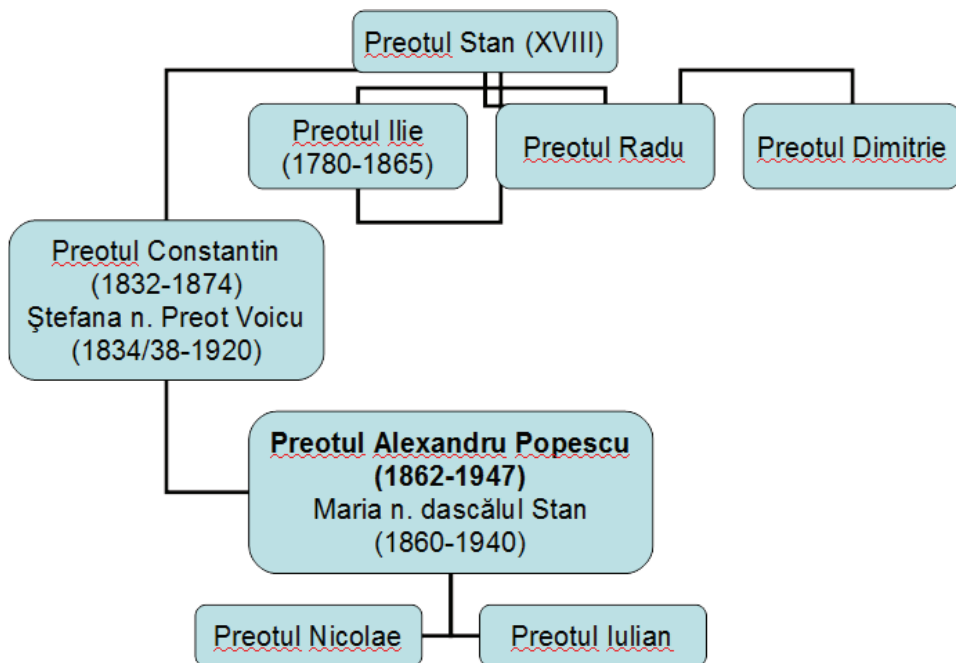 Preotul Stan (XVIII)
Preotul Ilie
(1780-1865)
Preotul Radu
Preotul Dimitrie
Preotul Constantin
(1832-1874)
Ştefana n. Preot Voicu
(1834/38-1920)
Preotul Alexandru Popescu
(1862-1947)
Maria n. dascălul Stan
(1860-1940)
Preotul Nicolae
Preotul Iulian